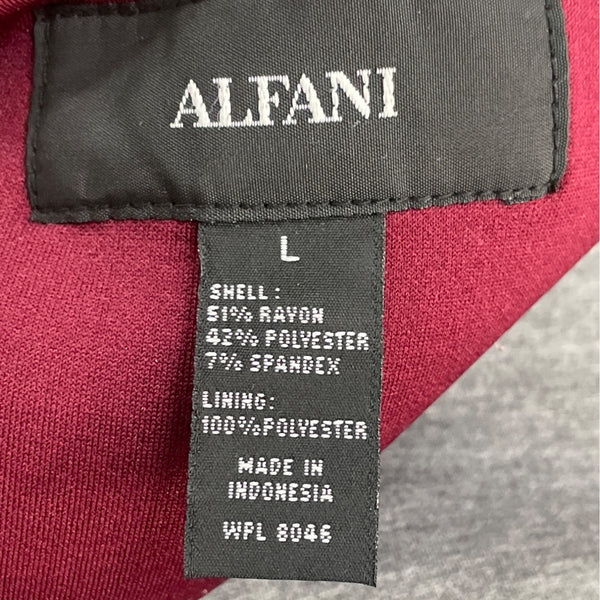 ALFANI
L
SHELL:
51% RAYON
42% POLYESTER
7% SPANDEX
LINING:
100% POLYESTER
MADE IN
INDONESIA
WPL 8046